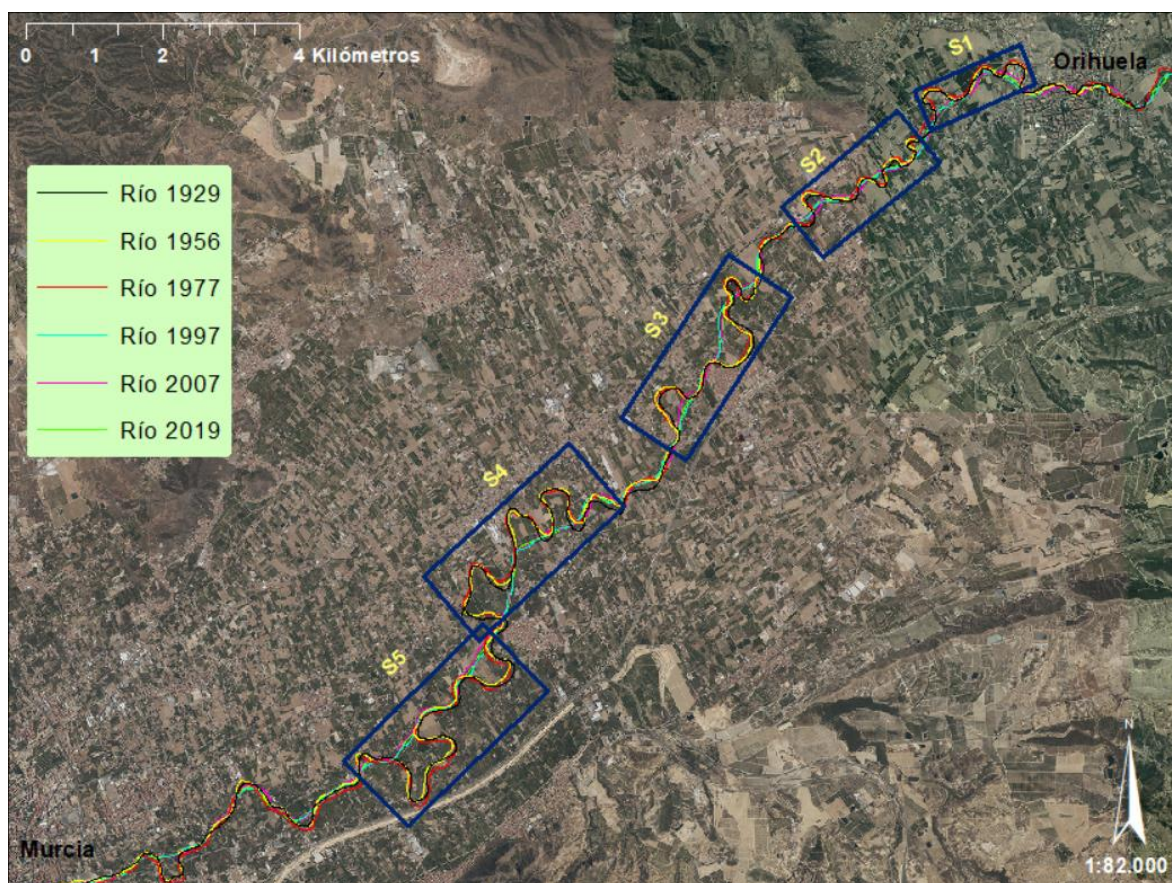 0 1 2 4 Kilómetros
S1
Orihuela
S2
Río 1929
Río 1956
Río 1977
Río 1997
Río 2007
Río 2019
S3
S4
S5
N
Murcia
1:82.000